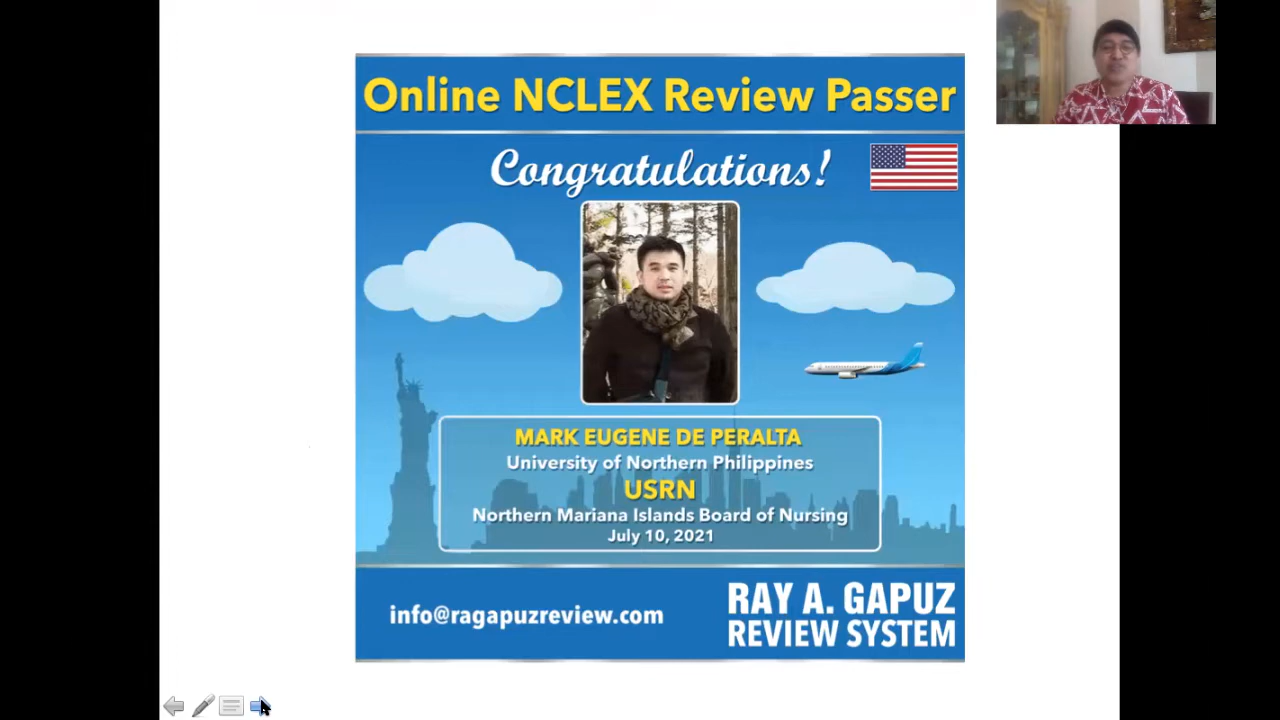 Online NCLEX Review Passer
Congratulations!
MARK EUGENE DE PERALTA
University of Northern Philippines
USRN
Northern Mariana Islands Board of Nursing
July 10, 2021
info@ragapuzreview.com
RAY A. GAPUZ
REVIEW SYSTEM